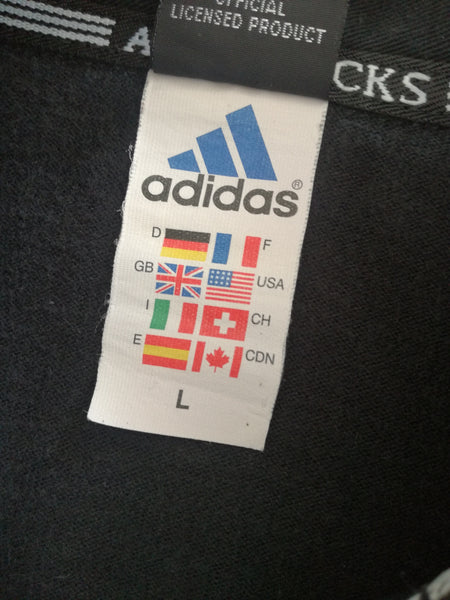 OFFICIAL
LICENSED PRODUCT
CKS
adidas®
D F
GB USA
I CH
E CDN
L